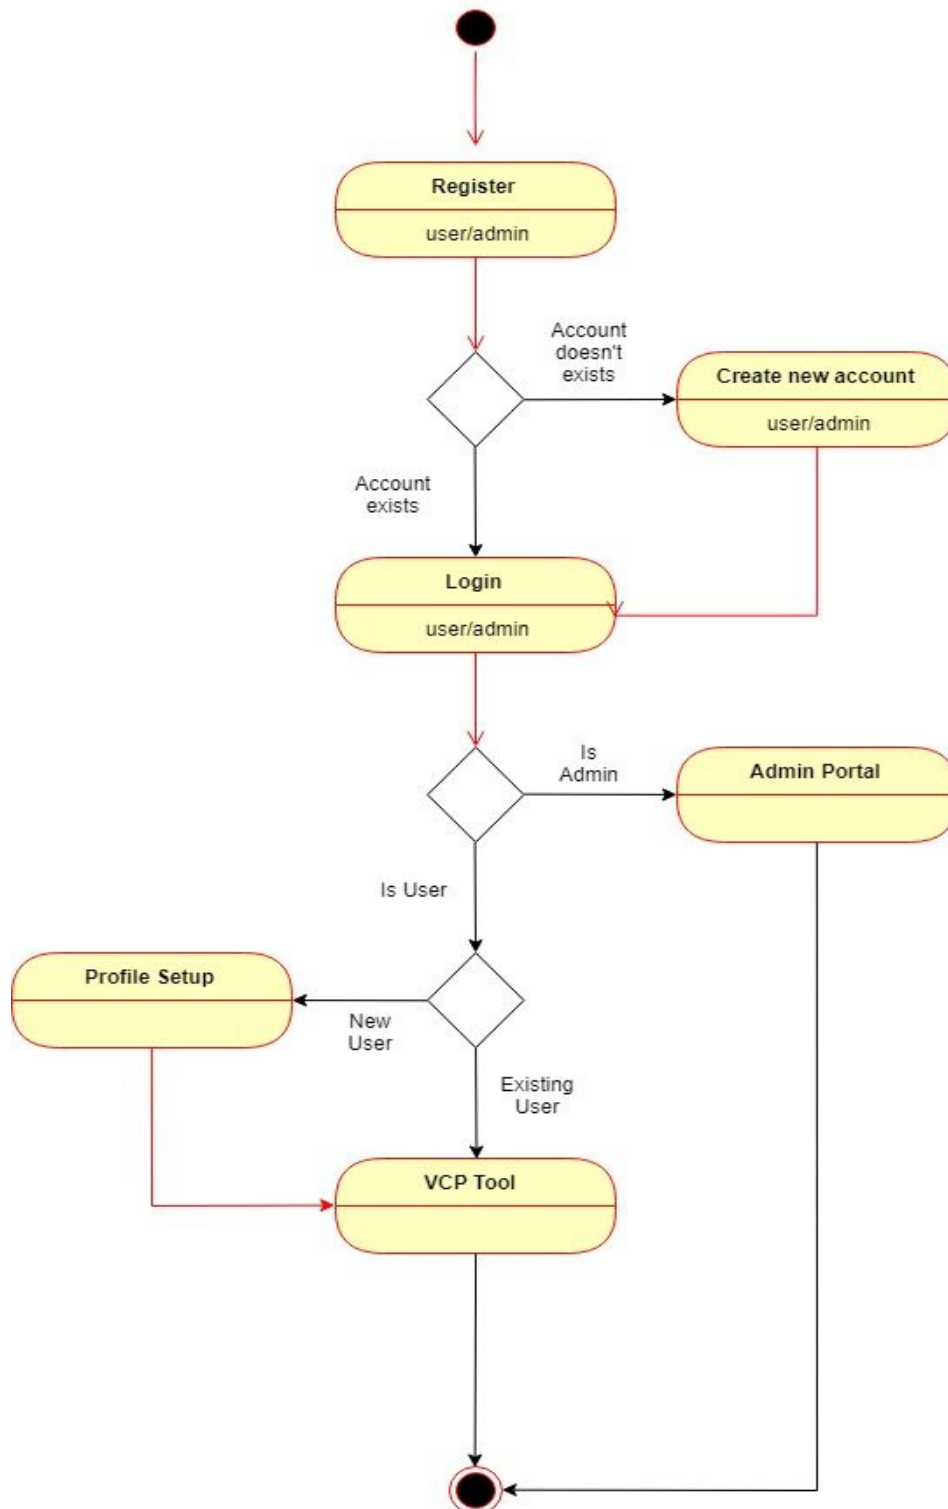 Register
user/admin
Account
doesn't
exists
Create new account
user/admin
Account
exists
Login
user/admin
Is
Admin
Admin Portal
Is User
Profile Setup
New
User
Existing
User
VCP Tool